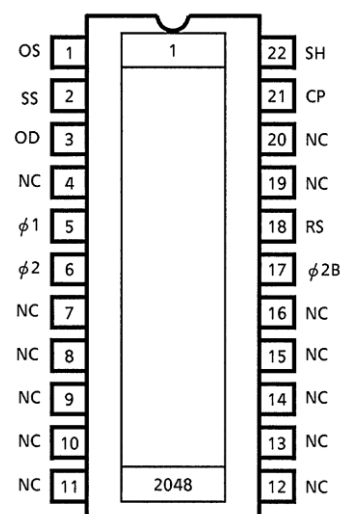 OS 1 1 22 SH
SS 2 21 CP
OD 3 20 NC
NC 4 19 NC
ϕ1 5 18 RS
ϕ2 6 17 ϕ2B
NC 7 16 NC
NC 8 15 NC
NC 9 14 NC
NC 10 13 NC
NC 11 2048 12 NC